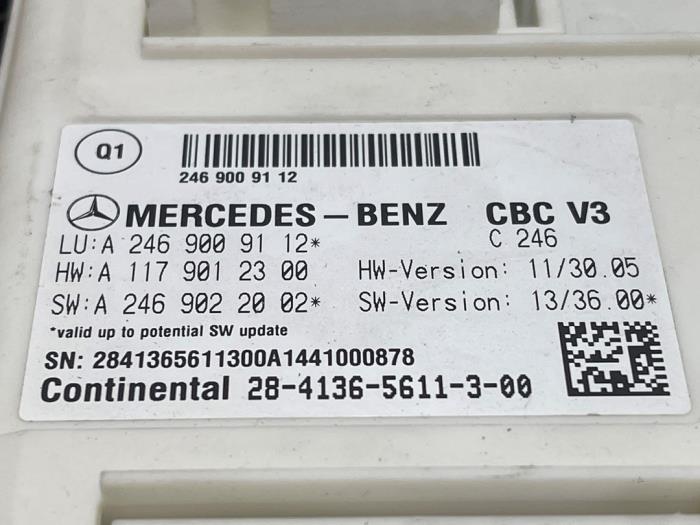 Q1
246 900 91 12
MERCEDES-BENZ CBC V3
C 246
LU: A 246 900 91 12*
HW: A 117 901 23 00 HW-Version: 11/30.05
SW: A 246 902 20 02* SW-Version: 13/36.00*
*valid up to potential SW update
SN: 2841365611300A1441000878
Continental 28-4136-5611-3-00